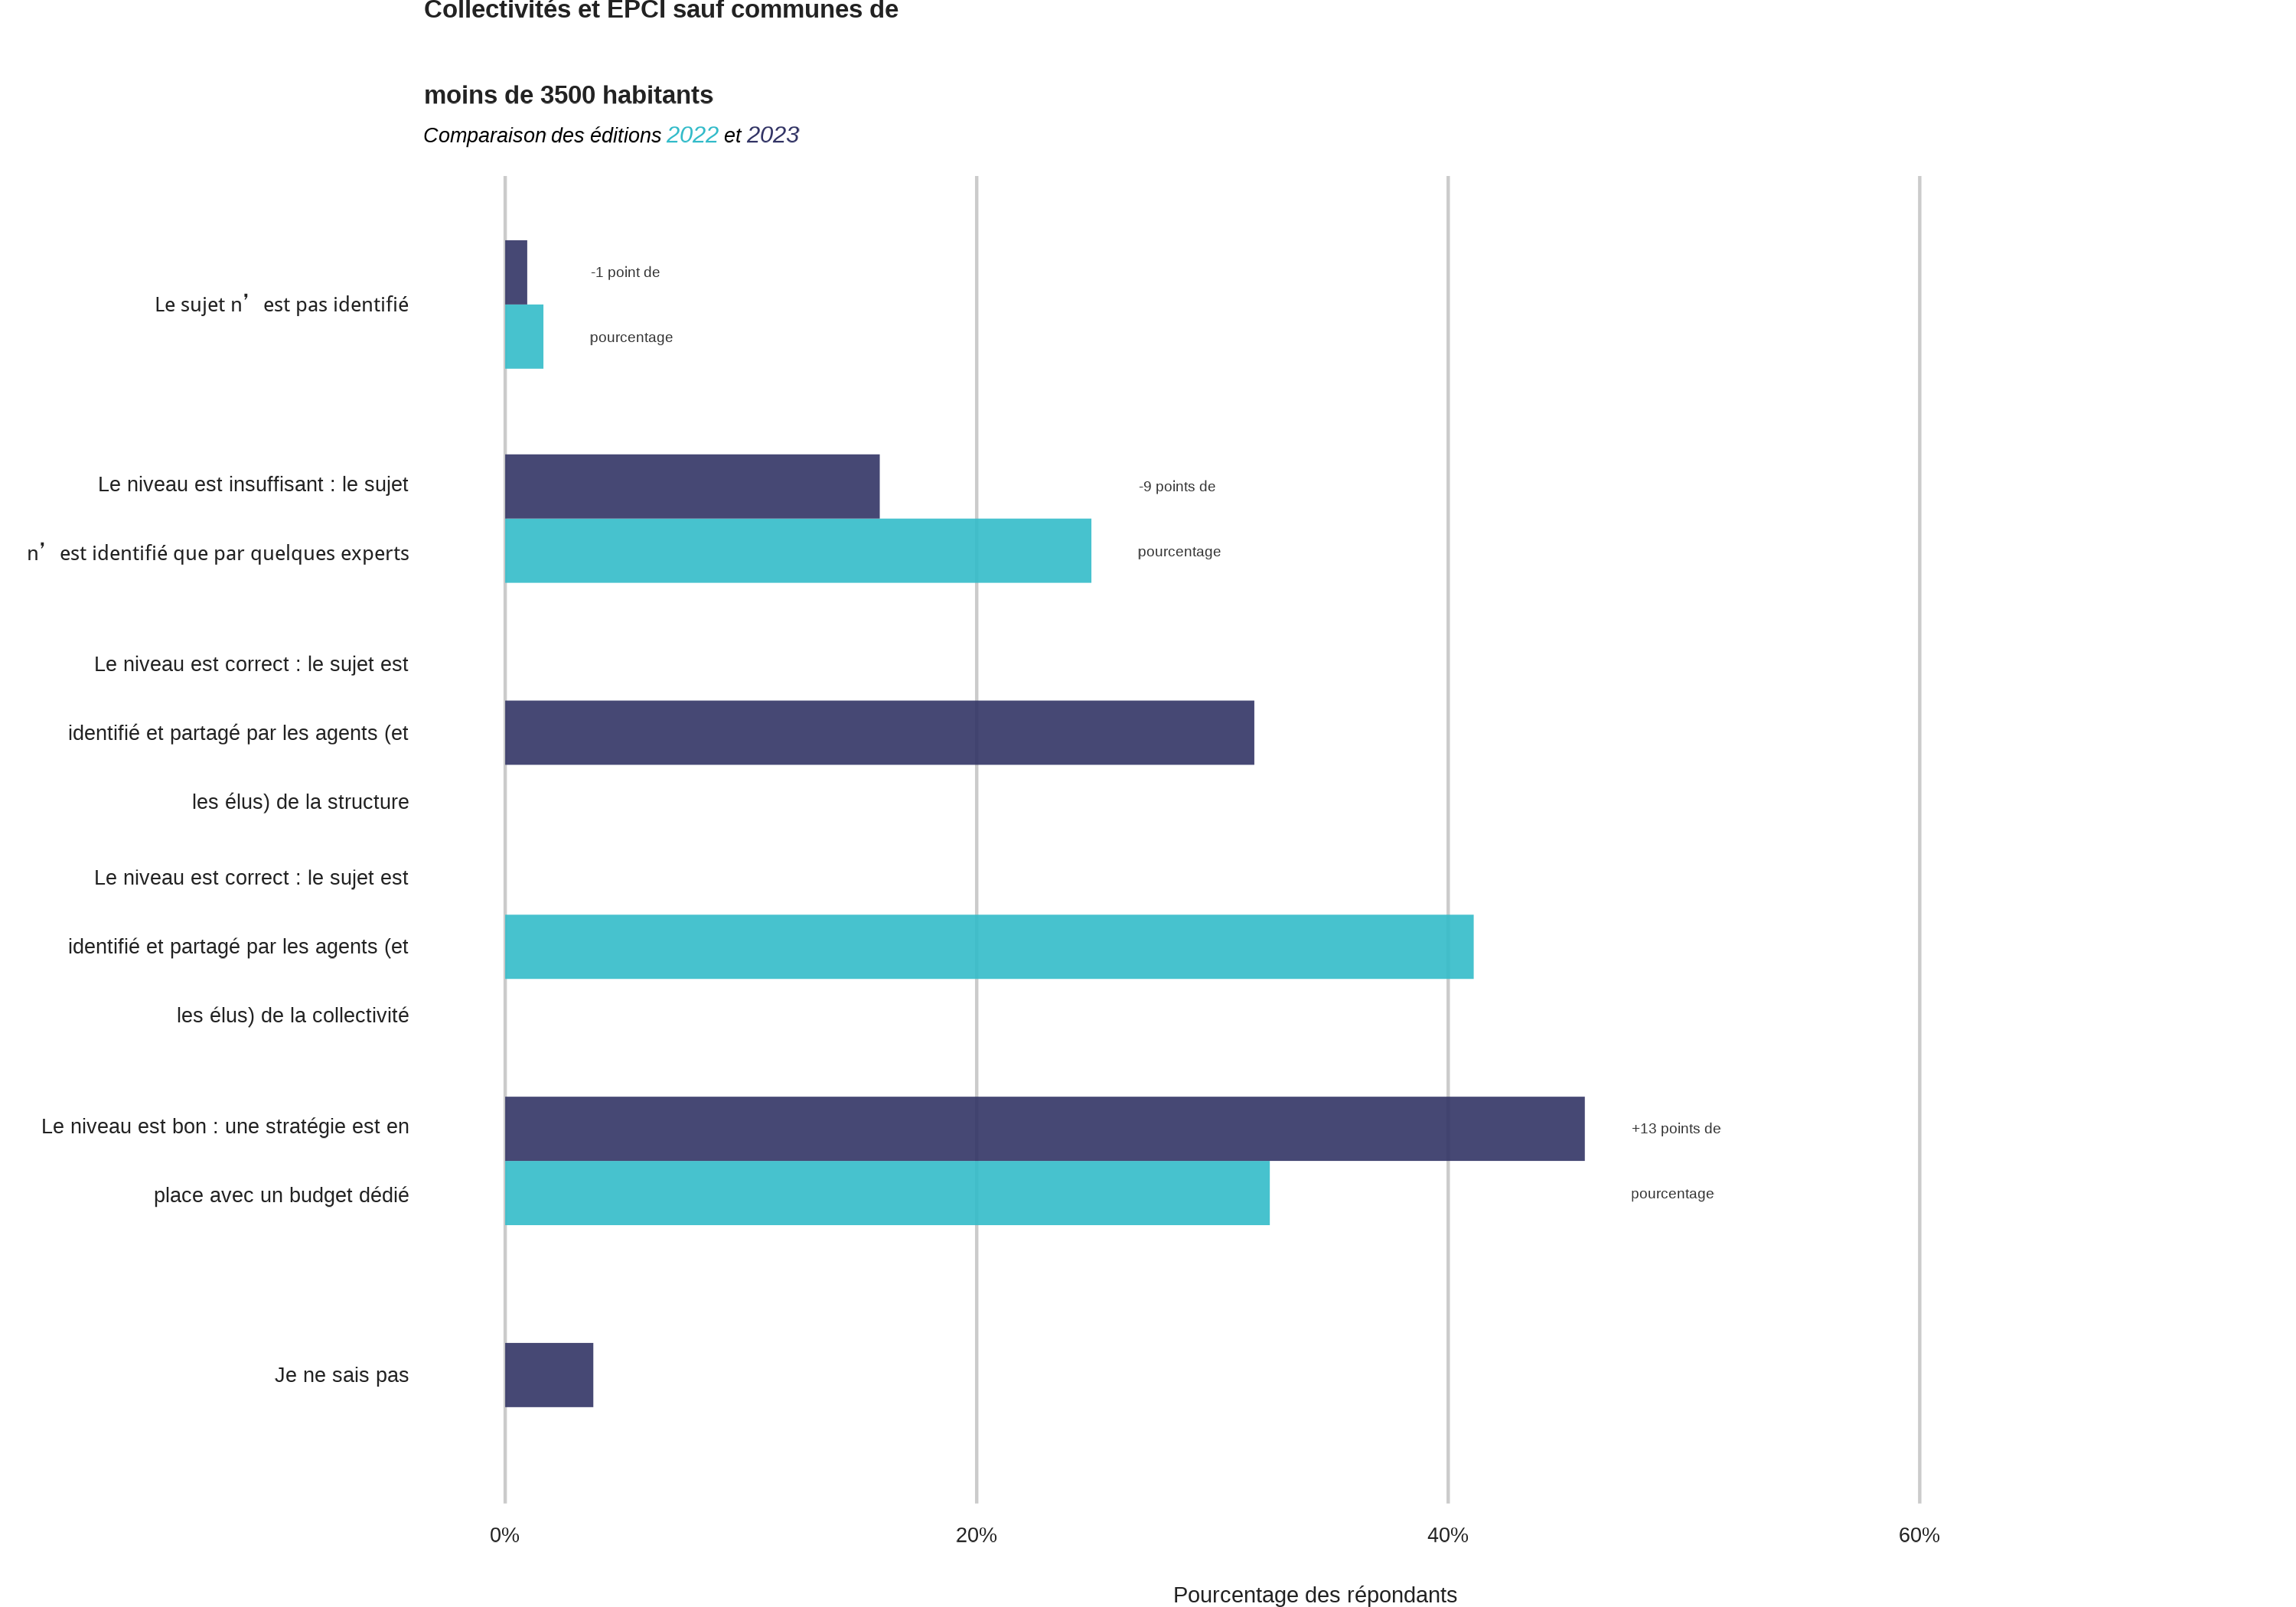 Collectivités et EPCI sauf communes de
moins de 3500 habitants
Comparaison des éditions 2022 et 2023
Le sujet n’est pas identifié
-1 point de
pourcentage
Le niveau est insuffisant : le sujet
n’est identifié que par quelques experts
-9 points de
pourcentage
Le niveau est correct : le sujet est
identifié et partagé par les agents (et
les élus) de la structure
Le niveau est correct : le sujet est
identifié et partagé par les agents (et
les élus) de la collectivité
Le niveau est bon : une stratégie est en
place avec un budget dédié
+13 points de
pourcentage
Je ne sais pas
0% 20% 40% 60%
Pourcentage des répondants